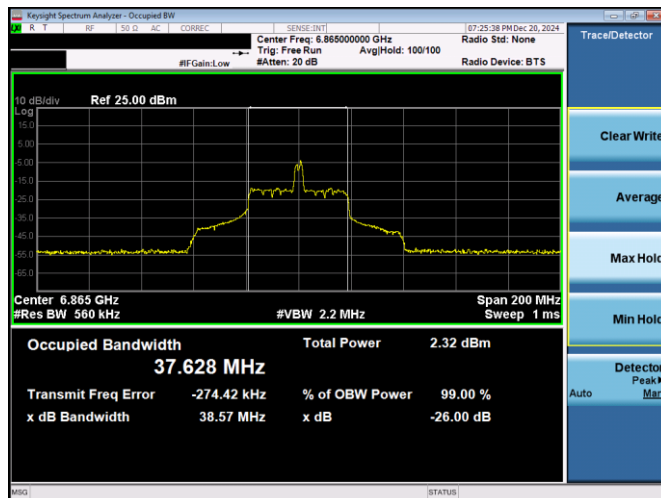 Keysight Spectrum Analyzer - Occupied BW
LXI R T RF 50 Ω AC CORREC SENSE:INT 07:25:38 PM Dec 20, 2024
Center Freq: 6.865000000 GHz Radio Std: None
Trig: Free Run Avg|Hold: 100/100
#IFGain:Low #Atten: 20 dB Radio Device: BTS
Trace/Detector
10 dB/div Ref 25.00 dBm
Log
15.0
5.00
-5.00
-15.0
-25.0
-35.0
-45.0
-55.0
-65.0
Center 6.865 GHz Span 200 MHz
#Res BW 560 kHz #VBW 2.2 MHz Sweep 1 ms
Occupied Bandwidth Total Power 2.32 dBm
37.628 MHz
Transmit Freq Error -274.42 kHz % of OBW Power 99.00 %
x dB Bandwidth 38.57 MHz x dB -26.00 dB
Clear Write
Average
Max Hold
Min Hold
Detector
Peak
Auto Man
MSG STATUS